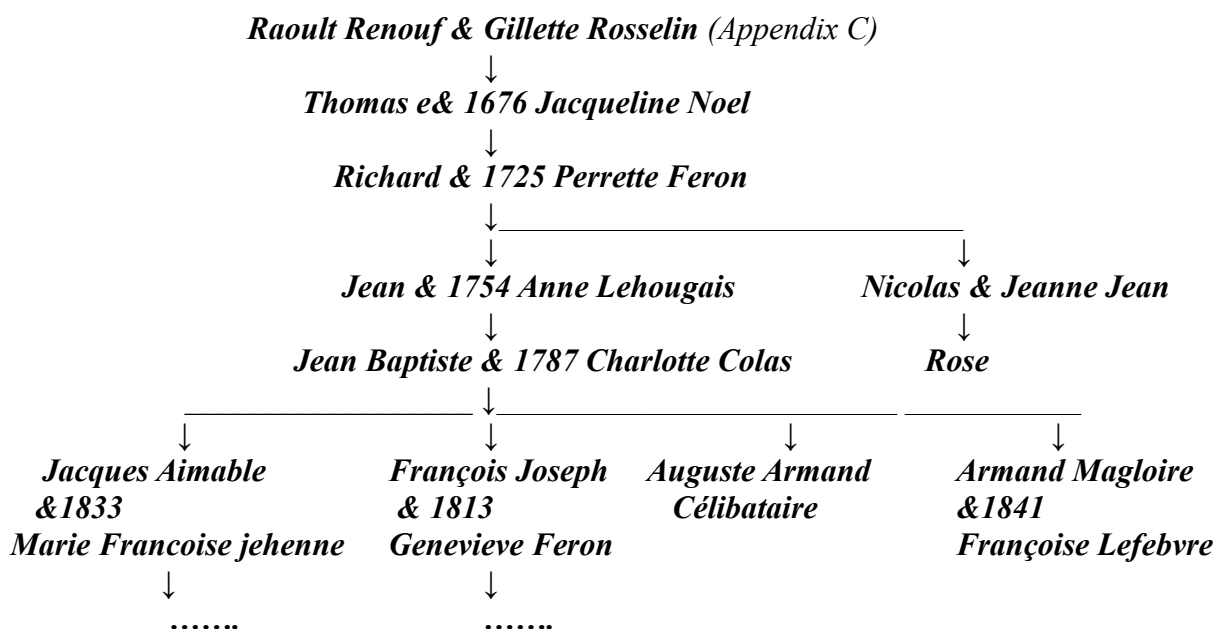 Raoult Renouf & Gillette Rosselin (Appendix C)
↓
Thomas e& 1676 Jacqueline Noel
↓
Richard & 1725 Perrette Feron
↓
↓ ↓
Jean & 1754 Anne Lehougais Nicolas & Jeanne Jean
↓ ↓
Jean Baptiste & 1787 Charlotte Colas Rose
↓
↓ ↓ ↓ ↓
Jacques Aimable François Joseph Auguste Armand Armand Magloire
&1833 & 1813 Célibataire &1841
Marie Francoise jehenne Genevieve Feron Françoise Lefebvre
↓ ↓
....... .......